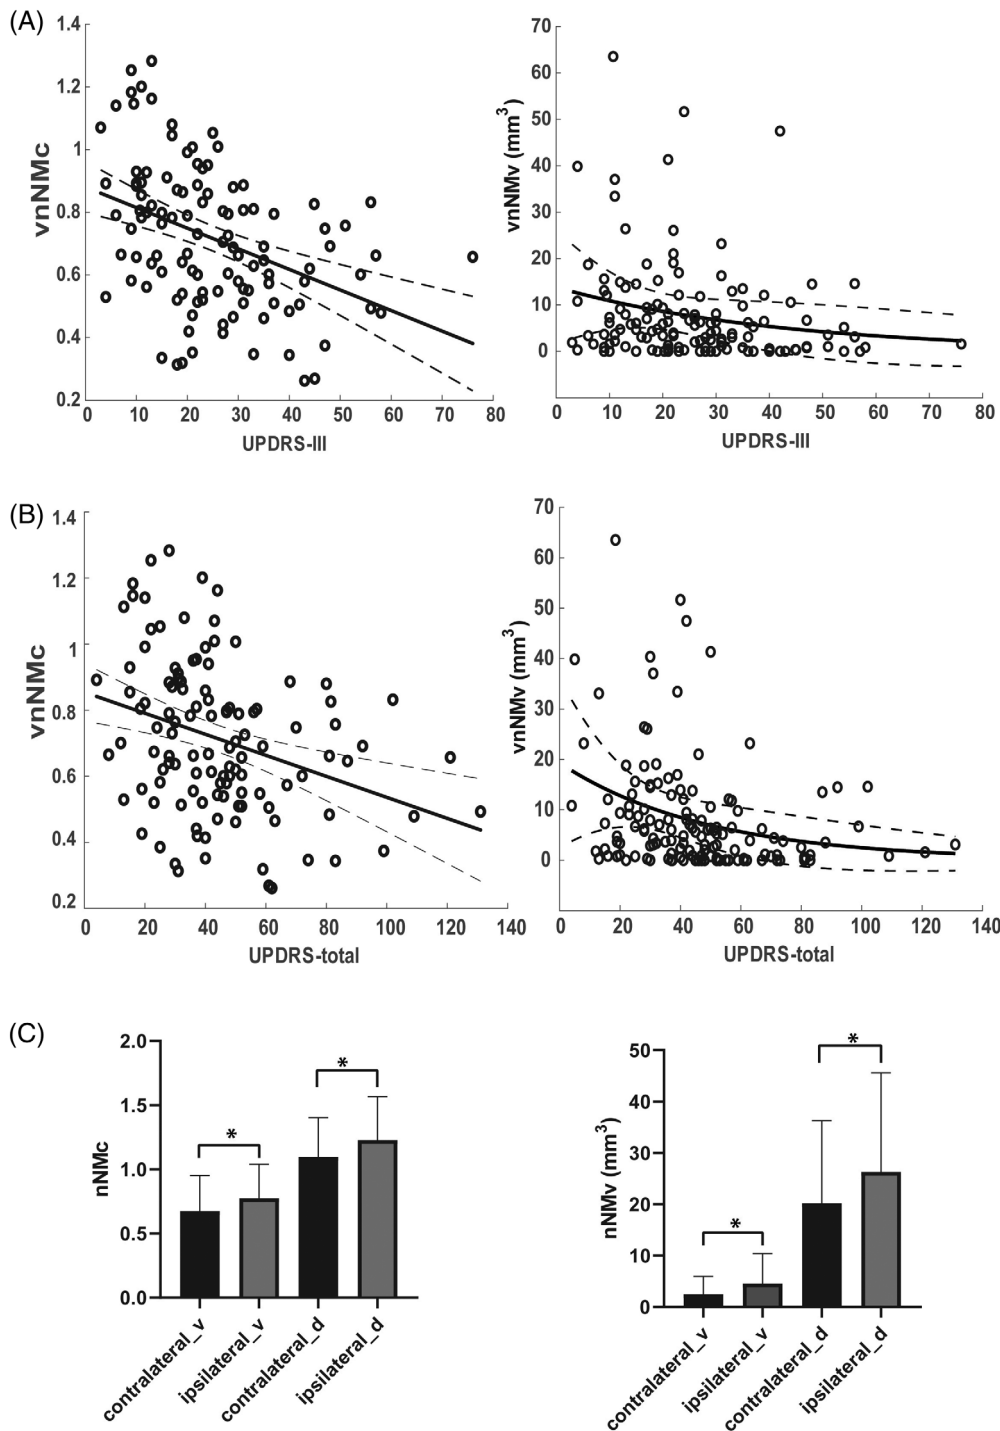 (A)
1.4
1.2
1
0.8
0.6
0.4
0.2
vnNMc
0 10 20 30 40 50 60 70 80
UPDRS-III
70
60
50
40
30
20
10
0
vnNMv (mm³)
0 10 20 30 40 50 60 70 80
UPDRS-III
(B)
1.4
1.2
1
0.8
0.6
0.4
0.2
vnNMc
0 20 40 60 80 100 120 140
UPDRS-total
70
60
50
40
30
20
10
0
vnNMv (mm³)
0 20 40 60 80 100 120 140
UPDRS-total
(C)
2.0
1.5
1.0
0.5
0.0
nNMc
* *
contralateral_v
ipsilateral_v
contralateral_d
ipsilateral_d
50
40
30
20
10
0
nNMv (mm³)
* *
contralateral_v
ipsilateral_v
contralateral_d
ipsilateral_d